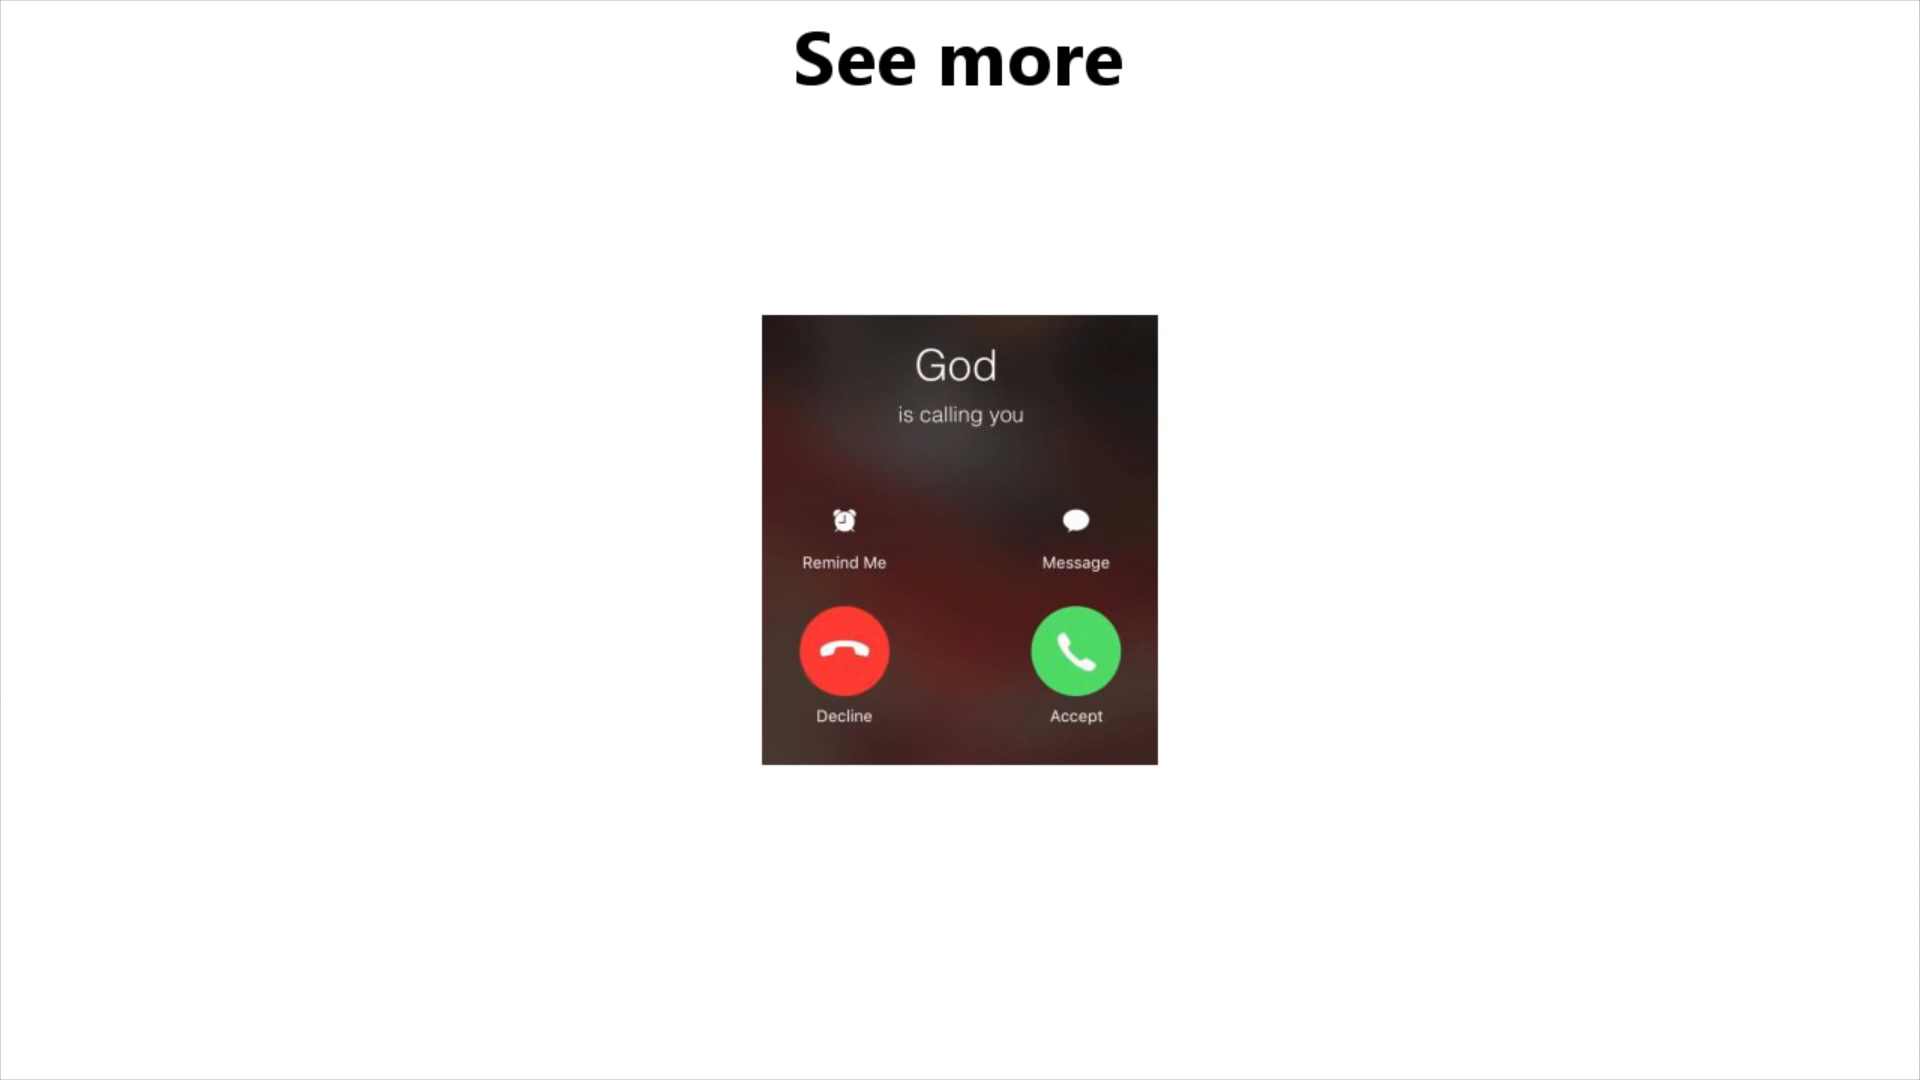 See more
God
is calling you
Remind Me
Message
Decline
Accept